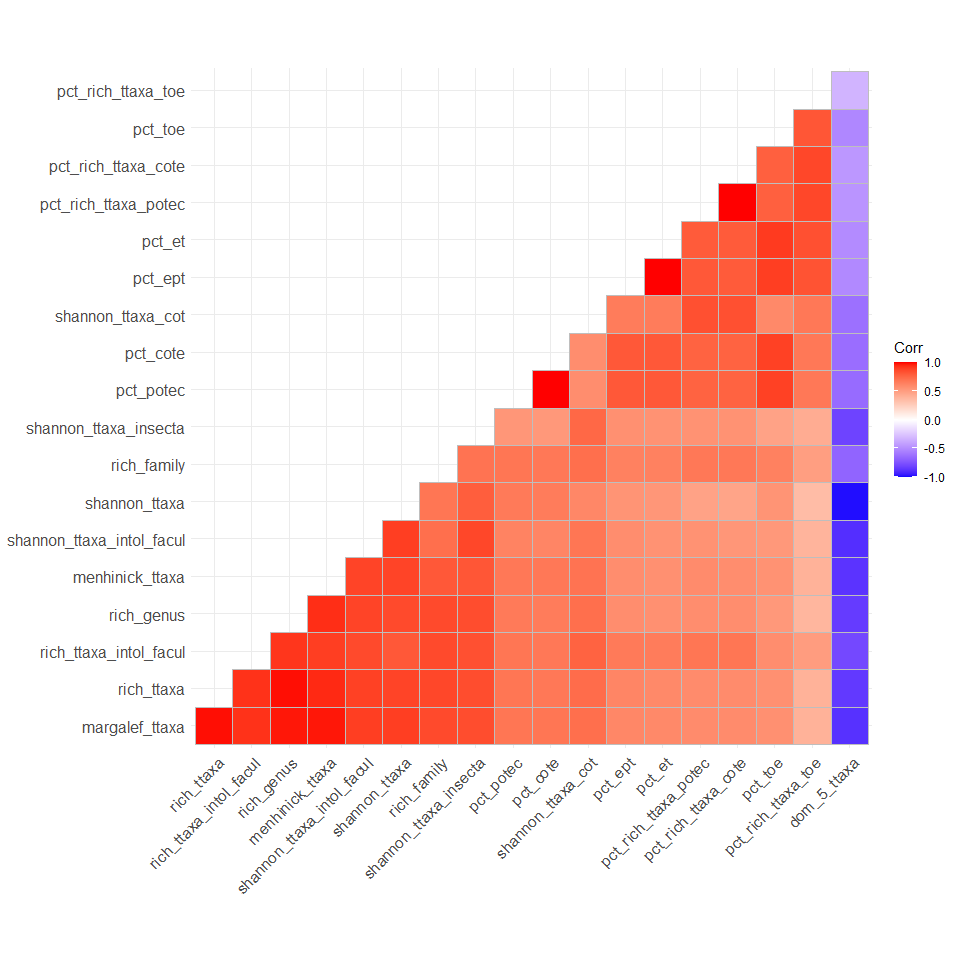 pct_rich_ttaxa_toe
pct_toe
pct_rich_ttaxa_cote
pct_rich_ttaxa_potec
pct_et
pct_ept
shannon_ttaxa_cot
pct_cote
pct_potec
shannon_ttaxa_insecta
rich_family
shannon_ttaxa
shannon_ttaxa_intol_facul
menhinick_ttaxa
rich_genus
rich_ttaxa_intol_facul
rich_ttaxa
margalef_ttaxa
rich_ttaxa
rich_ttaxa_intol_facul
rich_genus
menhinick_ttaxa
shannon_ttaxa_intol_facul
shannon_ttaxa
rich_family
shannon_ttaxa_insecta
pct_potec
pct_cote
shannon_ttaxa_cot
pct_ept
pct_et
pct_rich_ttaxa_potec
pct_rich_ttaxa_cote
pct_toe
pct_rich_ttaxa_toe
dom_5_ttaxa
Corr
1.0
0.5
0.0
-0.5
-1.0